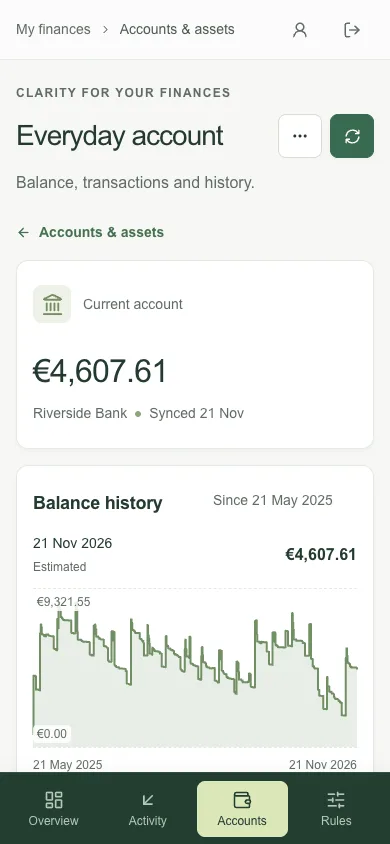 My finances > Accounts & assets
CLARITY FOR YOUR FINANCES
Everyday account
Balance, transactions and history.
← Accounts & assets
Current account
€4,607.61
Riverside Bank • Synced 21 Nov
Balance history Since 21 May 2025
21 Nov 2026
Estimated €4,607.61
€9,321.55
€0.00
21 May 2025 21 Nov 2026
Overview Activity Accounts Rules